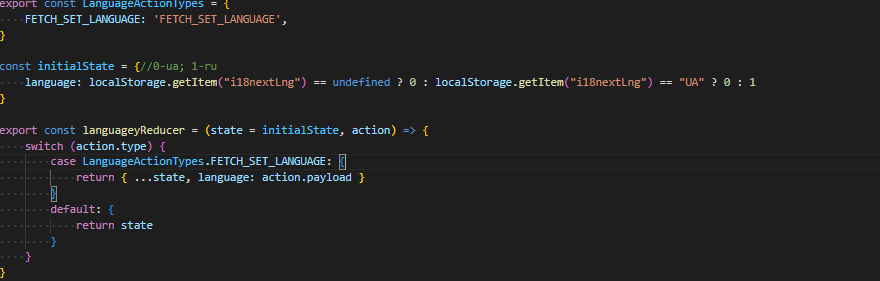 export const LanguageActionTypes = {
FETCH_SET_LANGUAGE: 'FETCH_SET_LANGUAGE',
}
const initialState = {//0-ua; 1-ru
language: localStorage.getItem("i18nextLng") == undefined ? 0 : localStorage.getItem("i18nextLng") == "UA" ? 0 : 1
}
export const languageyReducer = (state = initialState, action) => {
switch (action.type) {
case LanguageActionTypes.FETCH_SET_LANGUAGE: {
return { ...state, language: action.payload }
}
default: {
return state
}
}
}